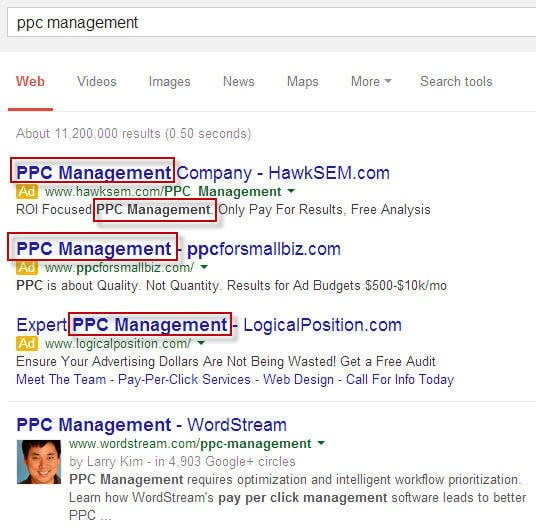 ppc management
Web Videos Images News Maps More Search tools
About 11,200,000 results (0.50 seconds)
PPC Management Company - HawkSEM.com
Ad www.hawksem.com/PPC_Management
ROI Focused PPC Management. Only Pay For Results, Free Analysis
PPC Management - ppcforsmallbiz.com
Ad www.ppcforsmallbiz.com/
PPC is about Quality. Not Quantity. Results for Ad Budgets $500-$10k/mo
Expert PPC Management - LogicalPosition.com
Ad www.logicalposition.com/
Ensure Your Advertising Dollars Are Not Being Wasted! Get a Free Audit
Meet The Team - Pay-Per-Click Services - Web Design - Call For Info Today
PPC Management - WordStream
www.wordstream.com/ppc-management
by Larry Kim - in 4,903 Google+ circles
PPC Management requires optimization and intelligent workflow prioritization.
Learn how WordStream's pay per click management software leads to better
PPC ...